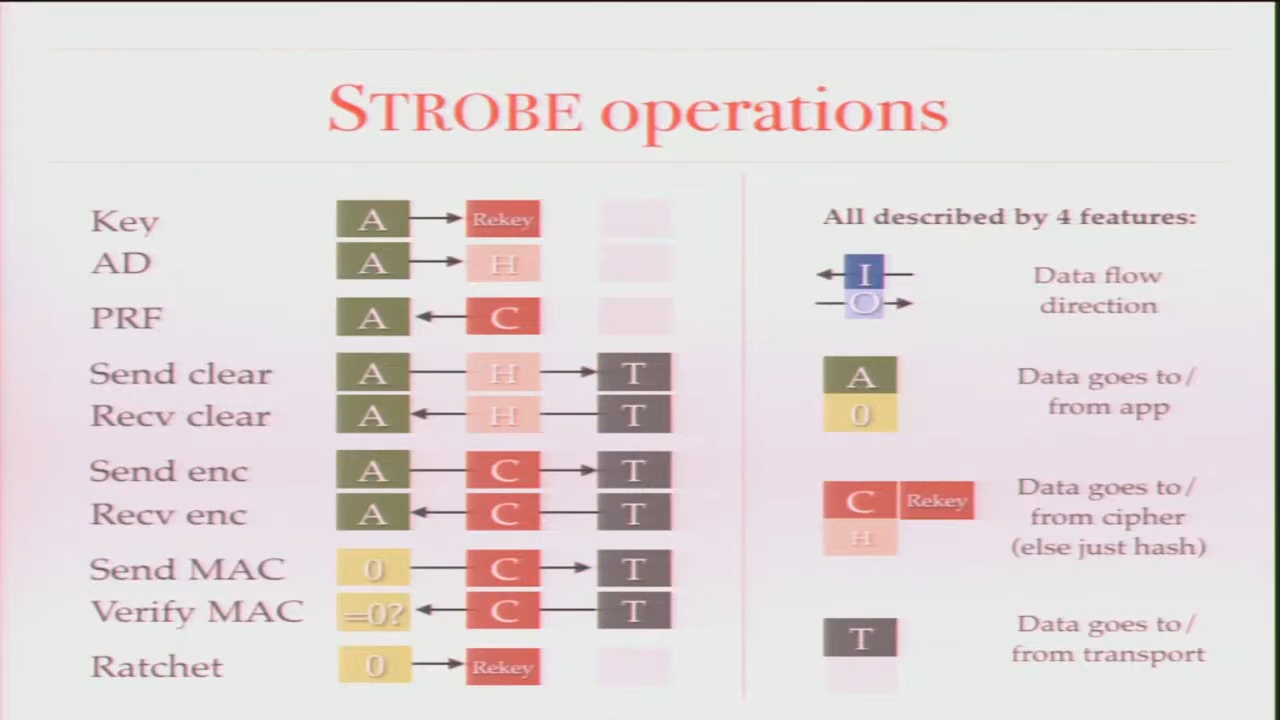 STROBE operations
Key A Rekey
AD A H
PRF A C
Send clear A H T
Recv clear A H T
Send enc A C T
Recv enc A C T
Send MAC 0 C T
Verify MAC =0? C T
Ratchet 0 Rekey
All described by 4 features:
I
O
Data flow
direction
A
0
Data goes to/
from app
C Rekey
H
Data goes to/
from cipher
(else just hash)
T
Data goes to/
from transport